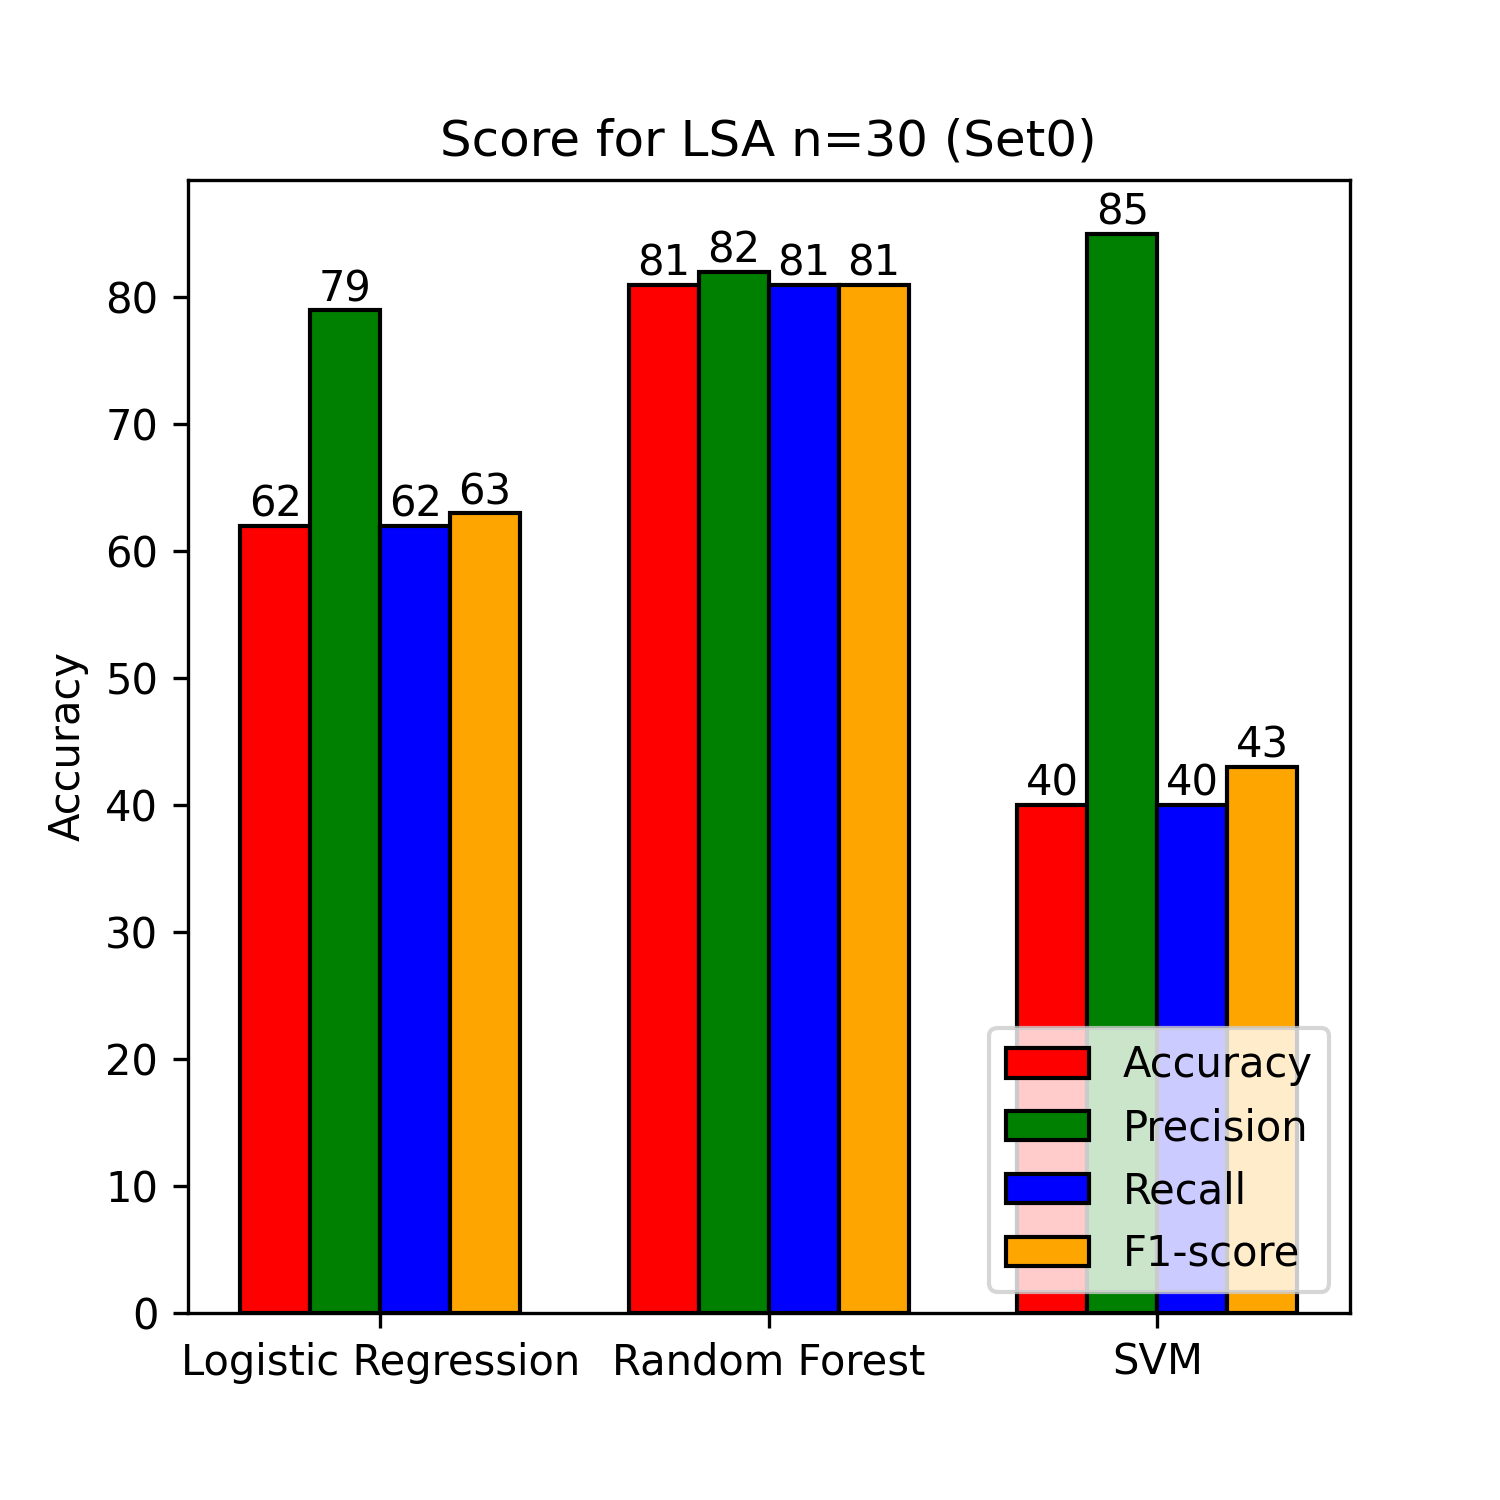 Score for LSA n=30 (Set0)
Accuracy
80
70
60
50
40
30
20
10
0
62
79
62
63
81
82
81
81
40
85
40
43
Accuracy
Precision
Recall
F1-score
Logistic Regression
Random Forest
SVM